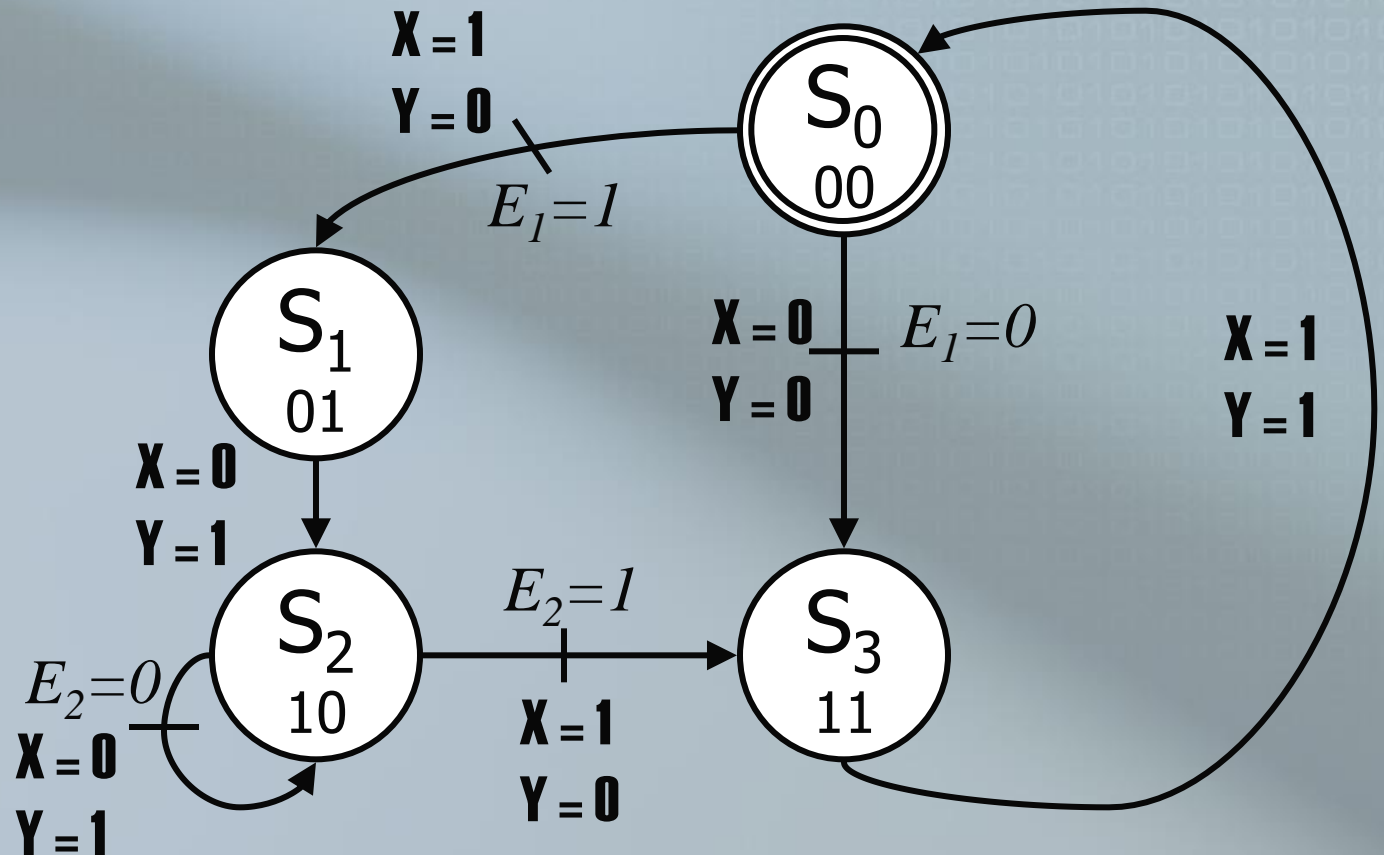 X = 1
Y = 0
E₁=1
S₀
00
S₁
01
X = 0
Y = 0
E₁=0
X = 1
Y = 1
X = 0
Y = 1
S₂
10
E₂=0
X = 0
Y = 1
E₂=1
X = 1
Y = 0
S₃
11